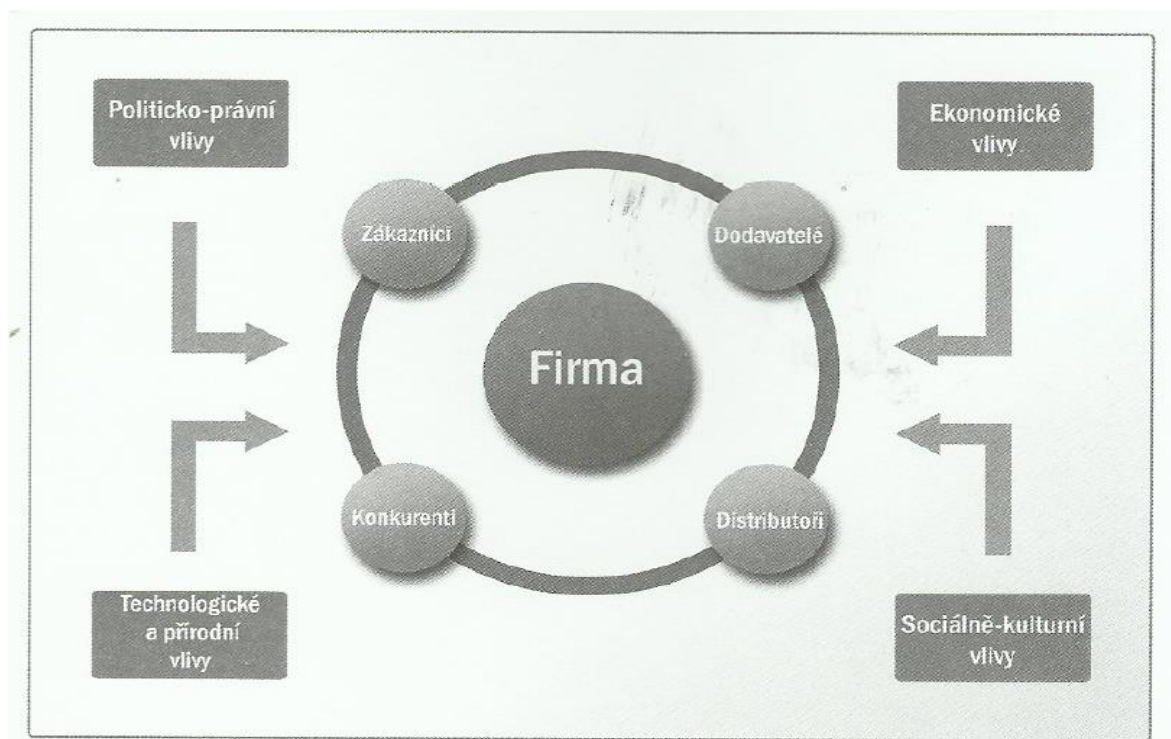 Politicko-právní
vlivy
Ekonomické
vlivy
Zákazníci
Dodavatelé
Firma
Konkurenti
Distributoři
Technologické
a přírodní
vlivy
Sociálně-kulturní
vlivy